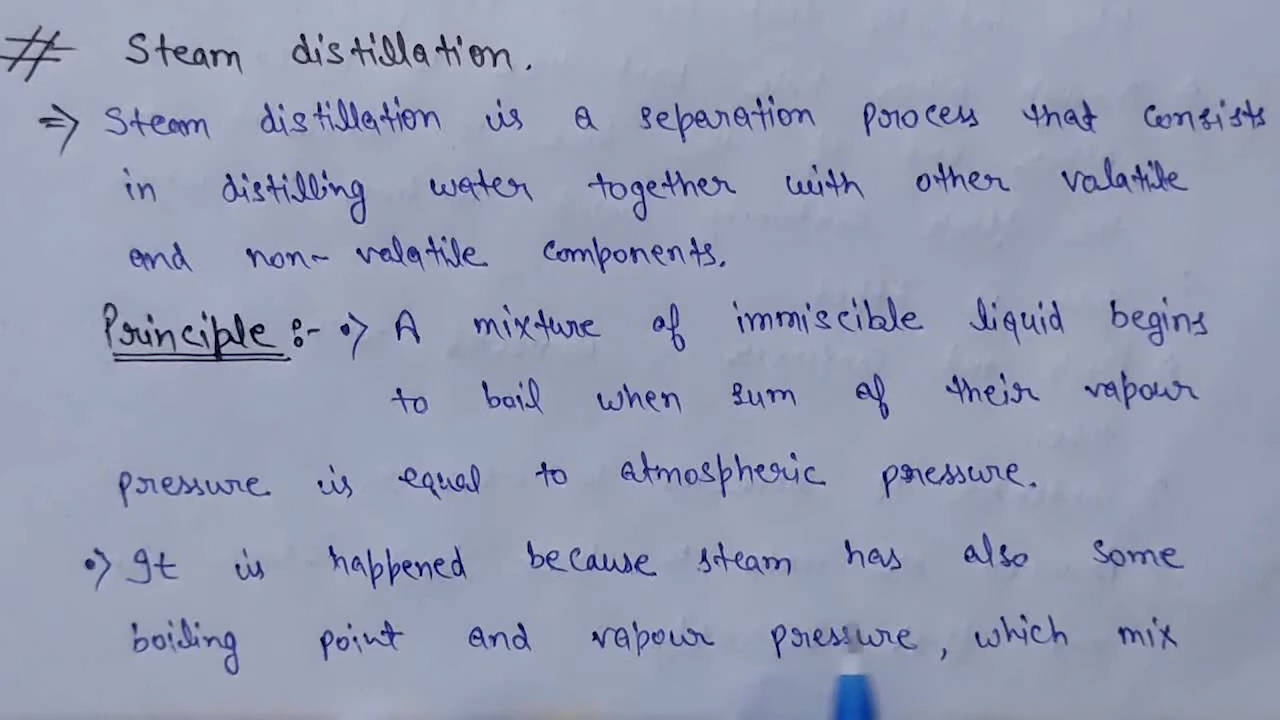 # Steam distillation.
⇒ Steam distillation is a separation process that consists
in distilling water together with other valatile
and non-valatile components.
Principle :- •) A mixture of immiscible liquid begins
to boil when sum of their vapour
pressure is equal to atmospheric pressure.
•) It is happened because steam has also some
boiling point and vapour pressure, which mix